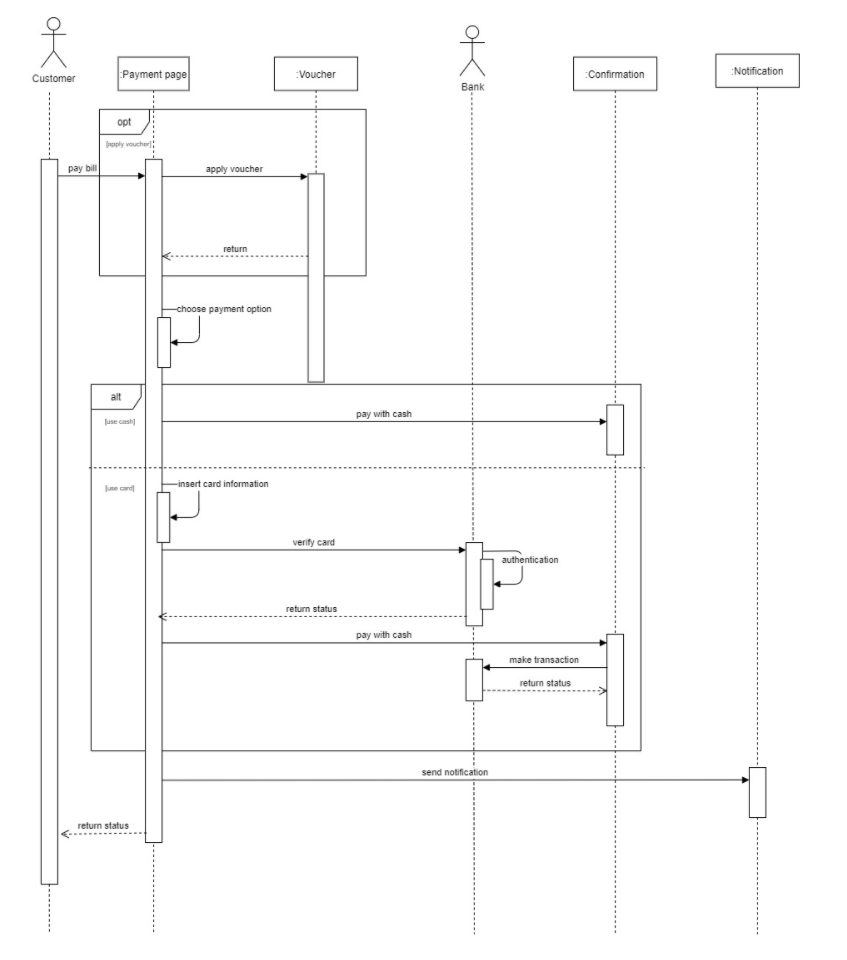 Customer
:Payment page
:Voucher
Bank
:Confirmation
:Notification
opt
[apply voucher]
pay bill
apply voucher
return
choose payment option
alt
[use cash]
pay with cash
[use card]
insert card information
verify card
authentication
return status
pay with cash
make transaction
return status
send notification
return status